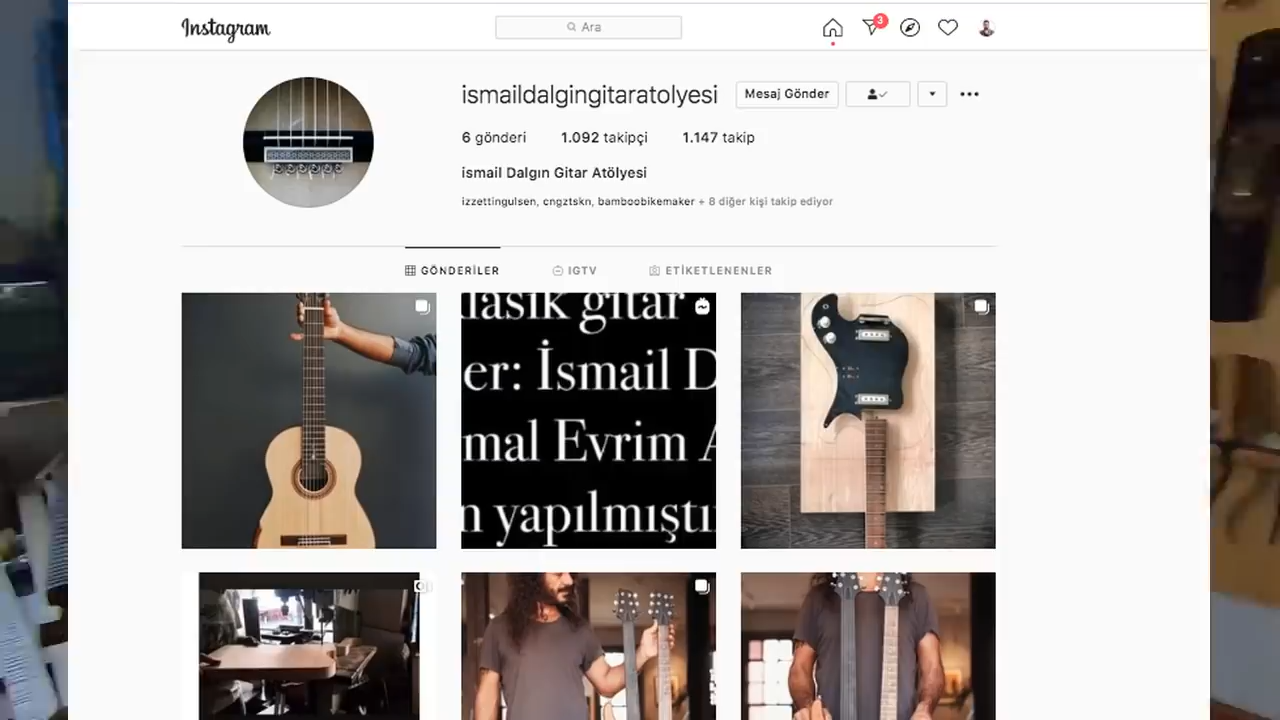 Instagram
Ara
3
ismaildalgingitaratolyesi
Mesaj Gönder
6 gönderi 1.092 takipçi 1.147 takip
ismail Dalgın Gitar Atölyesi
izzettingulsen, cngztskn, bamboobikemaker + 8 diğer kişi takip ediyor
GÖNDERİLER
IGTV
ETİKETLENENLER
lasik gitar
er: İsmail D
mal Evrim A
n yapılmıştı